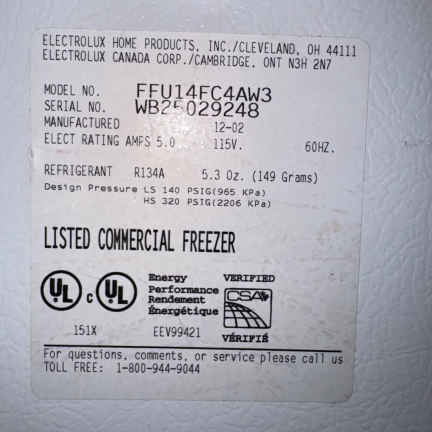 ELECTROLUX HOME PRODUCTS, INC./CLEVELAND, OH 44111
ELECTROLUX CANADA CORP./CAMBRIDGE, ONT N3H 2N7
MODEL NO. FFU14FC4AW3
SERIAL NO. WB25029248
MANUFACTURED 12-02
ELECT RATING AMPS 5.0 115V. 60HZ.
REFRIGERANT R134A 5.3 Oz. (149 Grams)
Design Pressure LS 140 PSIG(965 KPa)
HS 320 PSIG(2206 KPa)
LISTED COMMERCIAL FREEZER
UL c UL
151X
Energy
Performance
Rendement
Énergétique
EEV99421
VERIFIED
CSA
VÉRIFIÉ
For questions, comments, or service please call us
TOLL FREE: 1-800-944-9044